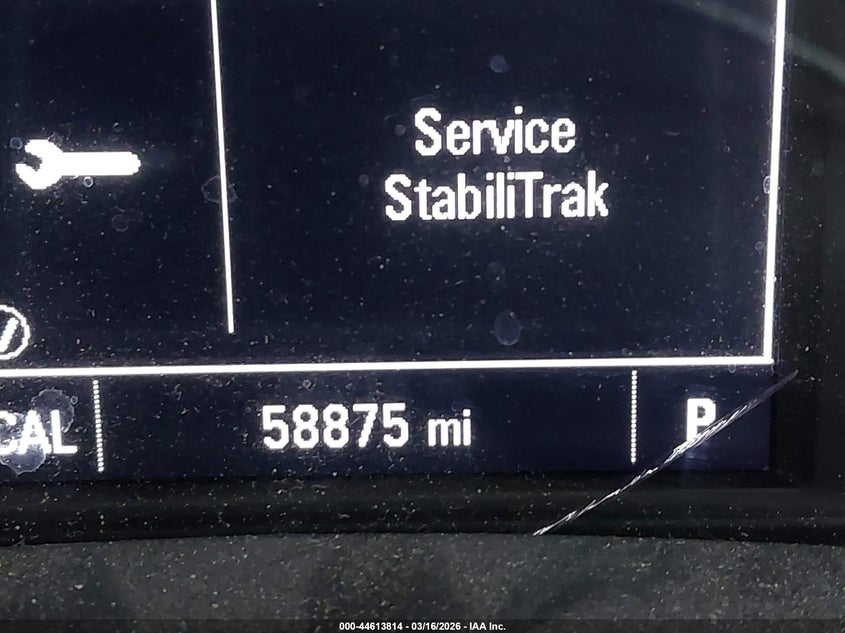 Service
StabiliTrak
CAL
58875 mi
P
000-44613814 - 03/16/2026 - IAA Inc.